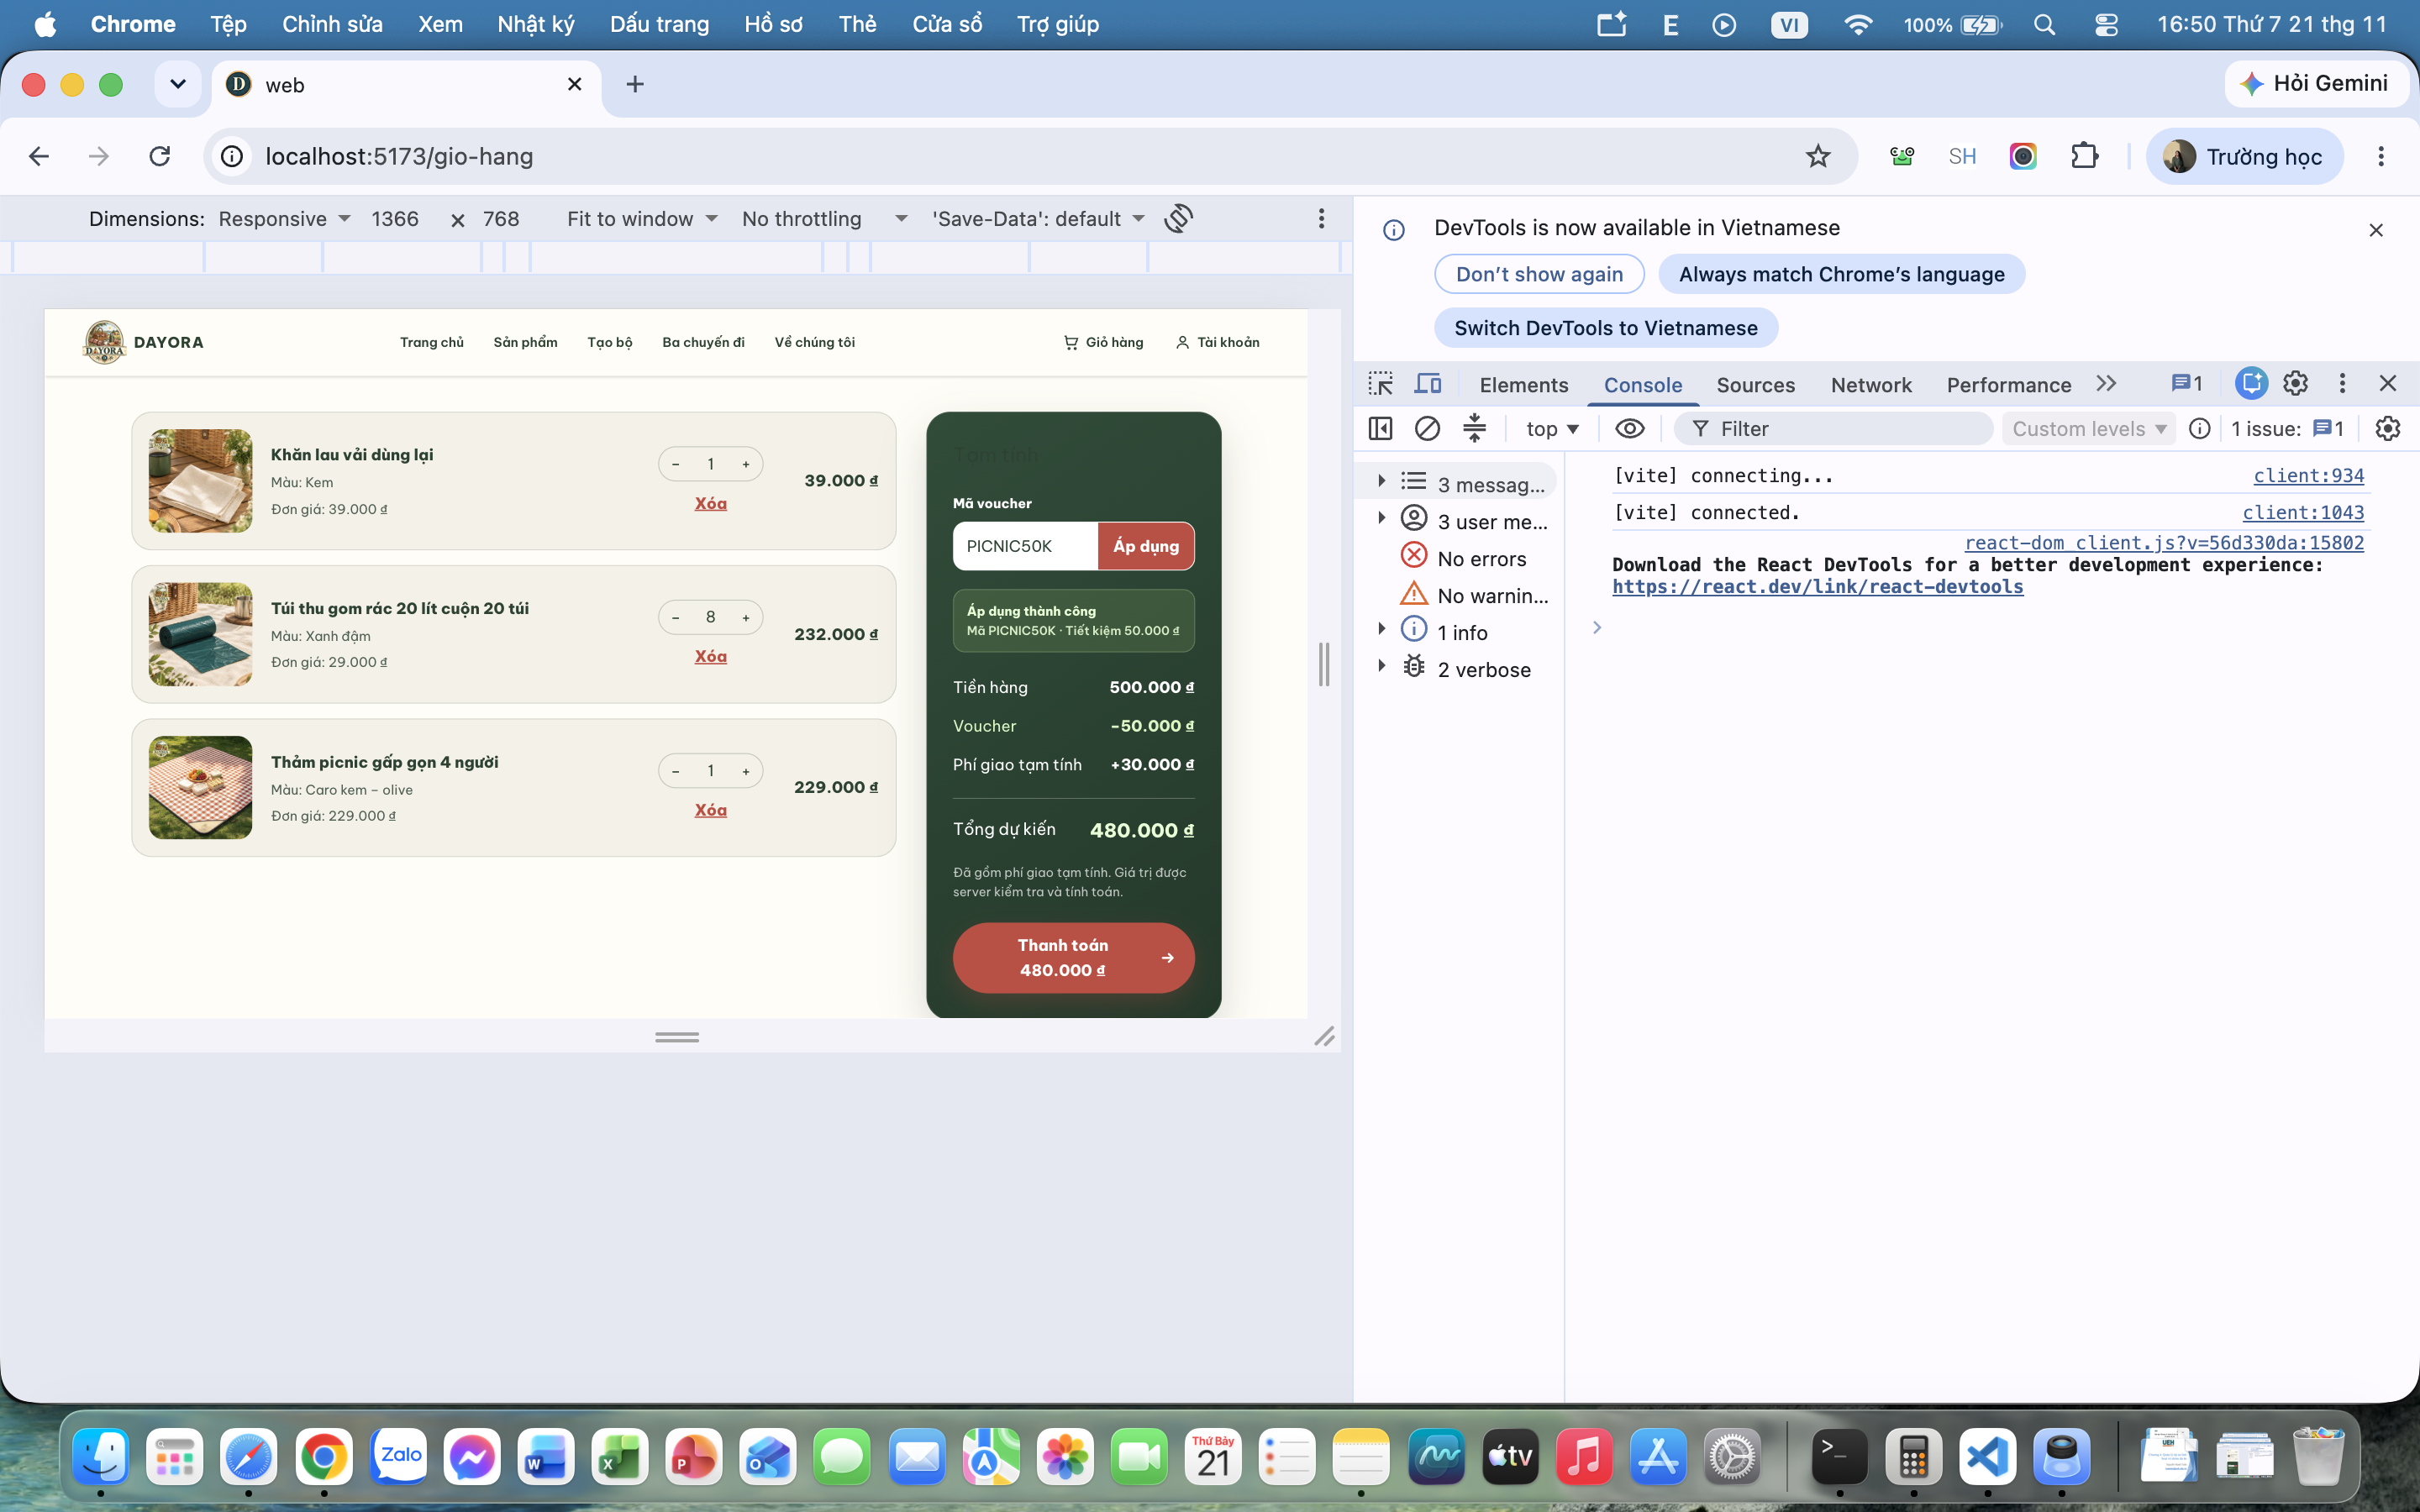 Chrome Tệp Chỉnh sửa Xem Nhật ký Dấu trang Hồ sơ Thẻ Cửa sổ Trợ giúp
E VI 100% 16:50 Thứ 7 21 thg 11
D web
Hỏi Gemini
localhost:5173/gio-hang
SH Trường học
Dimensions: Responsive 1366 x 768 Fit to window No throttling 'Save-Data': default
DAYORA DAYORA Trang chủ Sản phẩm Tạo bộ Ba chuyến đi Về chúng tôi Giỏ hàng Tài khoản
Khăn lau vải dùng lại
Màu: Kem
Đơn giá: 39.000 ₫
− 1 +
Xóa
39.000 ₫
Túi thu gom rác 20 lít cuộn 20 túi
Màu: Xanh đậm
Đơn giá: 29.000 ₫
− 8 +
Xóa
232.000 ₫
Thảm picnic gấp gọn 4 người
Màu: Caro kem – olive
Đơn giá: 229.000 ₫
− 1 +
Xóa
229.000 ₫
Tạm tính
Mã voucher
PICNIC50K Áp dụng
Áp dụng thành công
Mã PICNIC50K · Tiết kiệm 50.000 ₫
Tiền hàng 500.000 ₫
Voucher −50.000 ₫
Phí giao tạm tính +30.000 ₫
Tổng dự kiến 480.000 ₫
Đã gồm phí giao tạm tính. Giá trị được
server kiểm tra và tính toán.
Thanh toán
480.000 ₫ →
DevTools is now available in Vietnamese
Don't show again Always match Chrome's language
Switch DevTools to Vietnamese
Elements Console Sources Network Performance 1
top Filter Custom levels 1 issue: 1
3 messag...
3 user me...
No errors
No warnin...
1 info
2 verbose
[vite] connecting... client:934
[vite] connected. client:1043
react-dom_client.js?v=56d330da:15802
Download the React DevTools for a better development experience:
https://react.dev/link/react-devtools
Zalo W X P O Thứ Bảy 21 tv